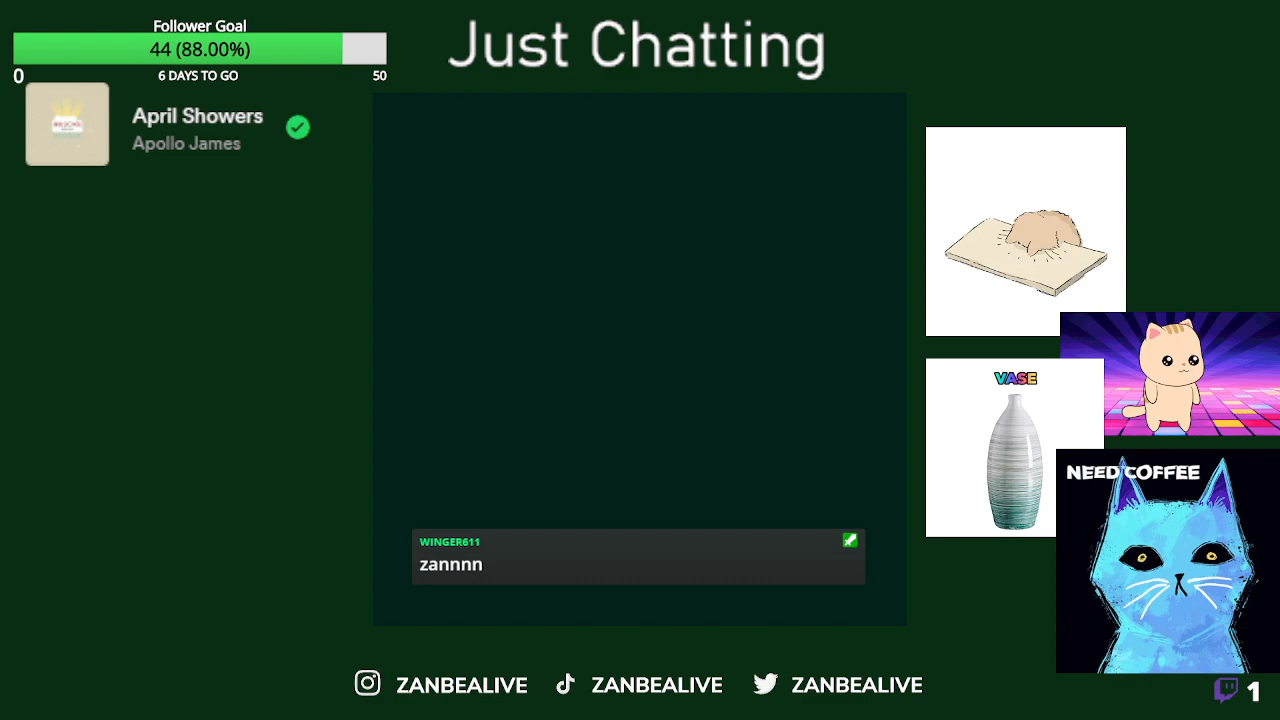 Follower Goal
44 (88.00%)
0
6 DAYS TO GO
50
Just Chatting
April Showers
Apollo James
VASE
NEED COFFEE
WINGER611
zannnn
ZANBEALIVE
ZANBEALIVE
ZANBEALIVE
1